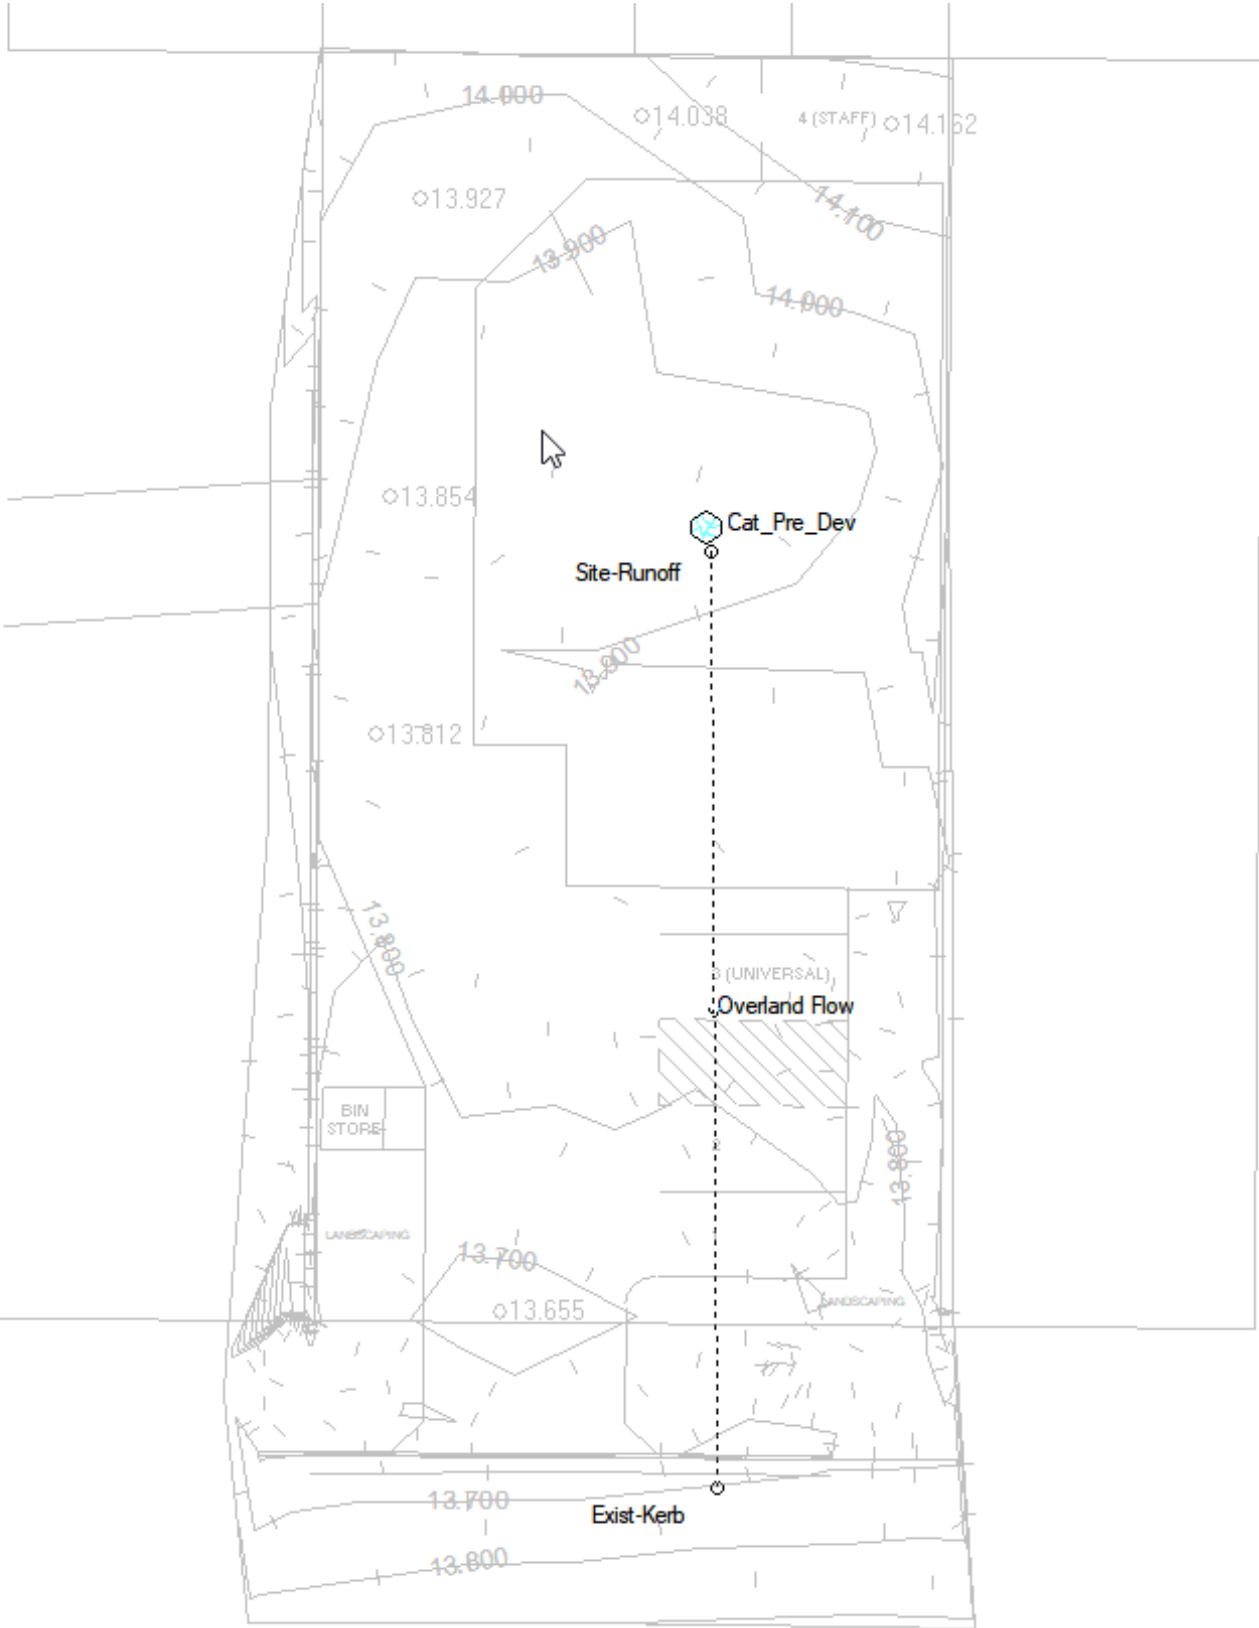 14.000
14.038
4 (STAFF)
14.162
13.927
14.100
13.900
14.000
13.854
Cat_Pre_Dev
Site-Runoff
13.900
13.812
13.800
3 (UNIVERSAL)
Overland Flow
BIN
STORE
2
13.800
LANDSCAPING
13.700
LANDSCAPING
13.655
13.700
Exist-Kerb
13.800